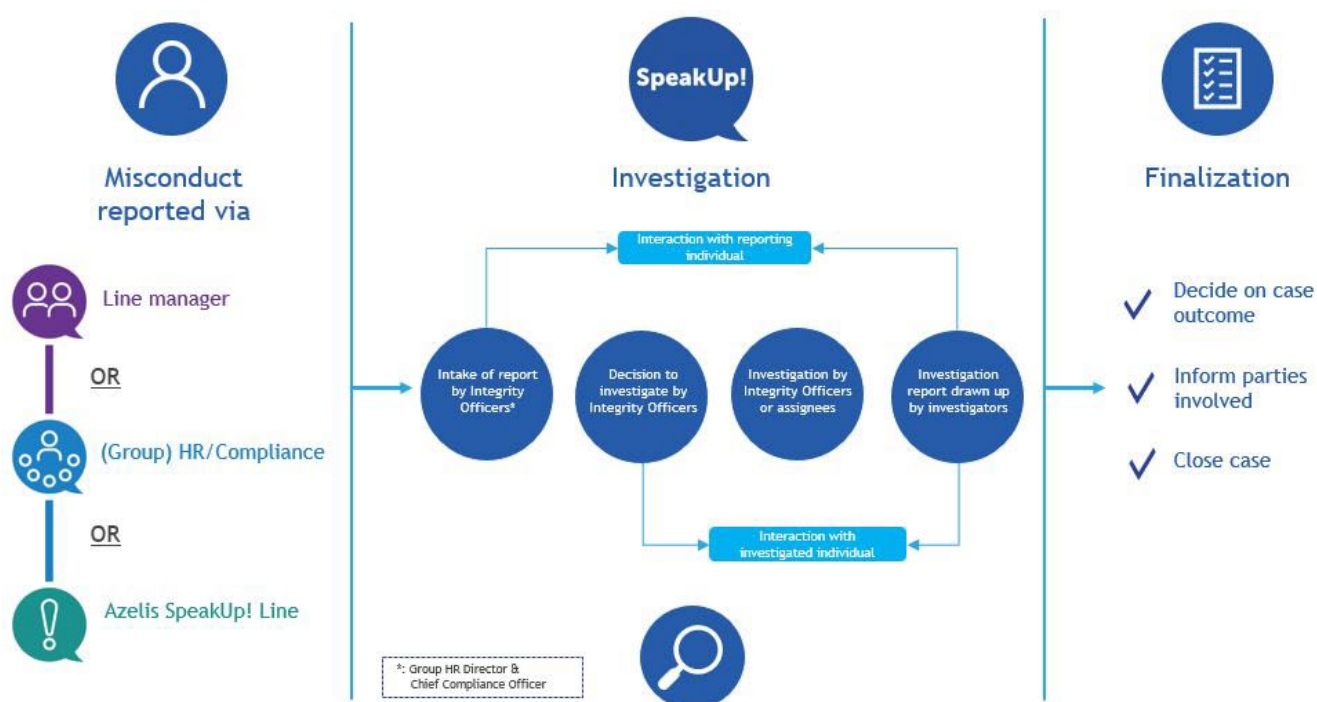 Misconduct
reported via
Line manager
OR
(Group) HR/Compliance
OR
Azelis SpeakUp! Line
SpeakUp!
Investigation
Interaction with reporting
individual
Intake of report
by Integrity
Officers*
Decision to
investigate by
Integrity Officers
Investigation by
Integrity Officers
or assignees
Investigation
report drawn up
by investigators
Interaction with
investigated individual
*: Group HR Director &
Chief Compliance Officer
Finalization
Decide on case
outcome
Inform parties
involved
Close case